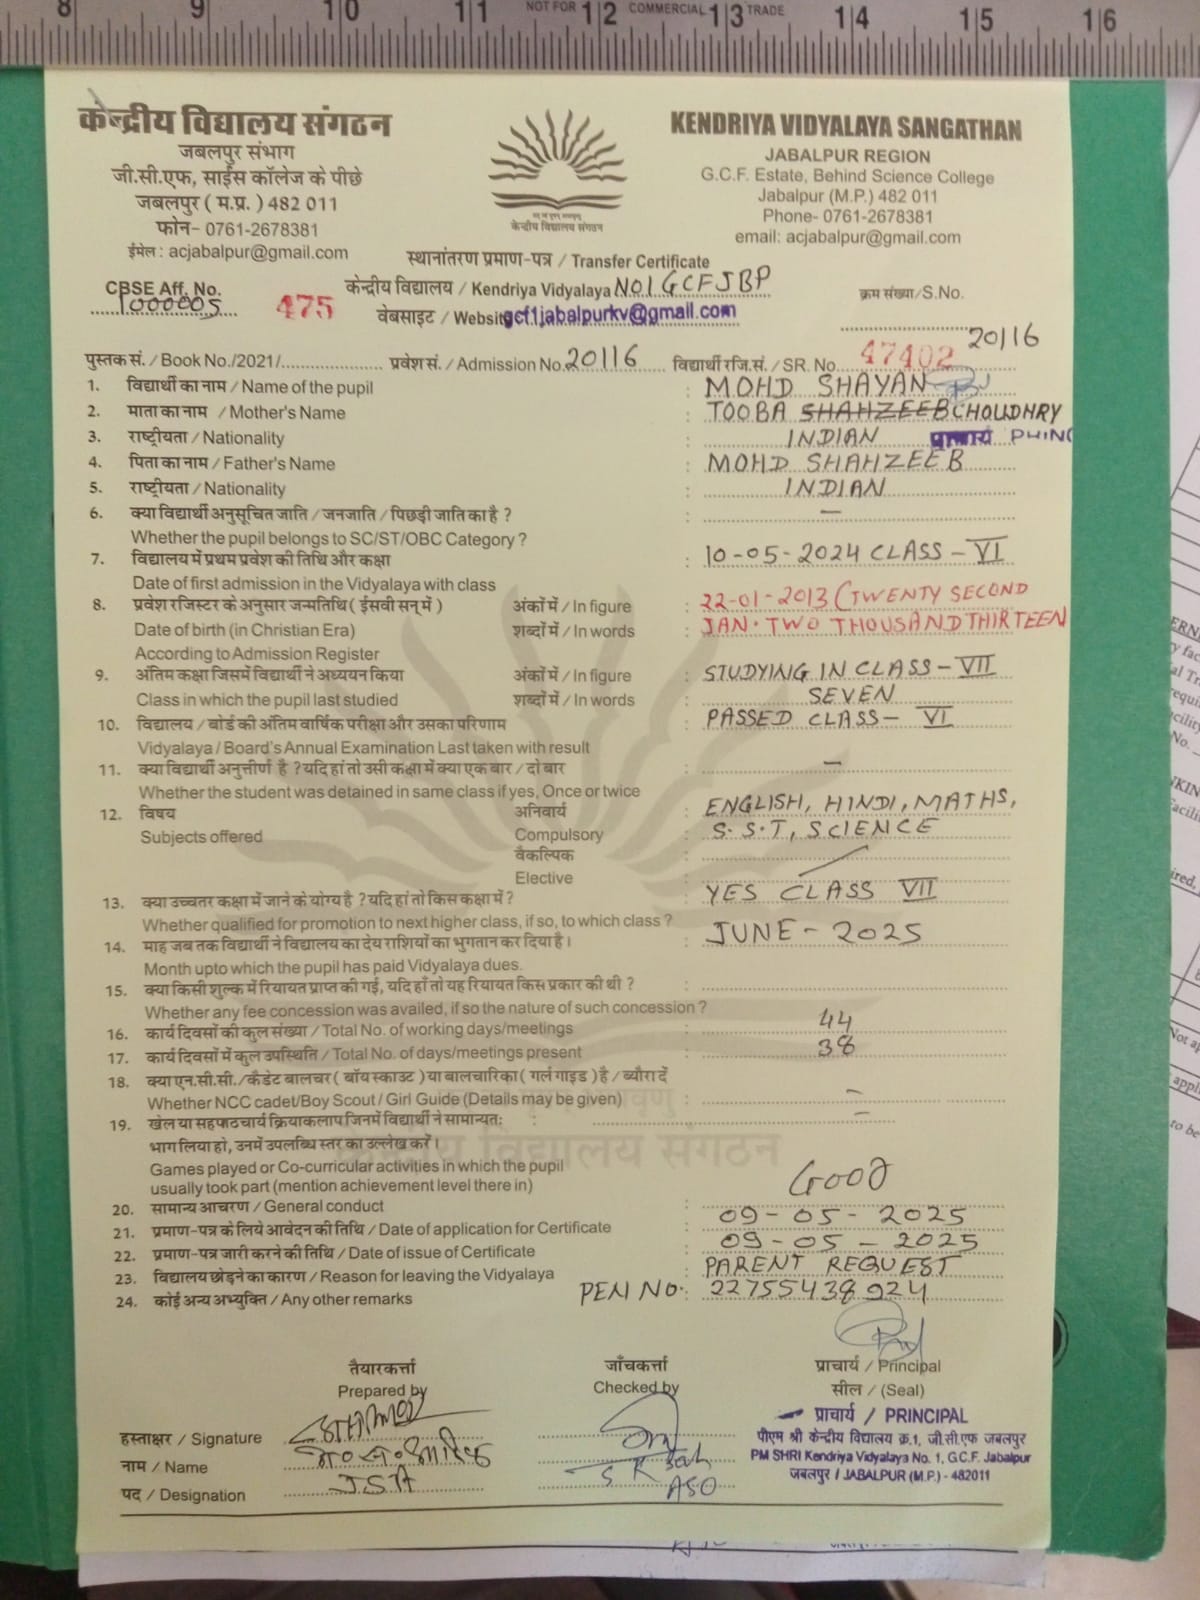 8 9 10 11 NOT FOR 12 COMMERCIAL 13 TRADE 14 15 16
केन्द्रीय विद्यालय संगठन
जबलपुर संभाग
जी.सी.एफ, साईंस कॉलेज के पीछे
जबलपुर ( म.प्र. ) 482 011
फोन- 0761-2678381
ईमेल : acjabalpur@gmail.com
केन्द्रीय विद्यालय संगठन
KENDRIYA VIDYALAYA SANGATHAN
JABALPUR REGION
G.C.F. Estate, Behind Science College
Jabalpur (M.P.) 482 011
Phone- 0761-2678381
email: acjabalpur@gmail.com
स्थानांतरण प्रमाण-पत्र / Transfer Certificate
CBSE Aff. No. केन्द्रीय विद्यालय / Kendriya Vidyalaya NO1 GCF JBP क्रम संख्या/S.No.
1000005 475 वेबसाइट / Website gcf1jabalpurkv@gmail.com
20116
पुस्तक सं. / Book No./2021/ प्रवेश सं. / Admission No. 20116 विद्यार्थी रजि.सं. / SR. No. 47402
1. विद्यार्थी का नाम / Name of the pupil : MOHD SHAYAN
2. माता का नाम / Mother's Name : TOOBA SHAHZEEB CHOUDHRY
3. राष्ट्रीयता / Nationality : INDIAN प्राचार्य PRINC
4. पिता का नाम / Father's Name : MOHD SHAHZEEB
5. राष्ट्रीयता / Nationality : INDIAN
6. क्या विद्यार्थी अनुसूचित जाति / जनजाति / पिछड़ी जाति का है ? : —
Whether the pupil belongs to SC/ST/OBC Category ?
7. विद्यालय में प्रथम प्रवेश की तिथि और कक्षा : 10-05-2024 CLASS - VI
Date of first admission in the Vidyalaya with class
8. प्रवेश रजिस्टर के अनुसार जन्मतिथि ( ईसवी सन् में ) अंकों में / In figure : 22-01-2013 (TWENTY SECOND
Date of birth (in Christian Era) शब्दों में / In words : JAN. TWO THOUSAND THIRTEEN
According to Admission Register
9. अंतिम कक्षा जिसमें विद्यार्थी ने अध्ययन किया अंकों में / In figure : STUDYING IN CLASS - VII
Class in which the pupil last studied शब्दों में / In words : SEVEN
10. विद्यालय / बोर्ड की अंतिम वार्षिक परीक्षा और उसका परिणाम : PASSED CLASS - VI
Vidyalaya / Board's Annual Examination Last taken with result
11. क्या विद्यार्थी अनुत्तीर्ण है ? यदि हां तो उसी कक्षा में क्या एक बार / दो बार : —
Whether the student was detained in same class if yes, Once or twice
12. विषय अनिवार्य : ENGLISH, HINDI, MATHS,
Subjects offered Compulsory : S.S.T, SCIENCE
वैकल्पिक :
Elective :
13. क्या उच्चतर कक्षा में जाने के योग्य है ? यदि हां तो किस कक्षा में ? : YES CLASS VII
Whether qualified for promotion to next higher class, if so, to which class ?
14. माह जब तक विद्यार्थी ने विद्यालय का देय राशियों का भुगतान कर दिया है। : JUNE - 2025
Month upto which the pupil has paid Vidyalaya dues.
15. क्या किसी शुल्क में रियायत प्राप्त की गई, यदि हाँ तो यह रियायत किस प्रकार की थी ? :
Whether any fee concession was availed, if so the nature of such concession ?
16. कार्य दिवसों की कुल संख्या / Total No. of working days/meetings : 44
17. कार्य दिवसों में कुल उपस्थिति / Total No. of days/meetings present : 38
18. क्या एन.सी.सी./ कैडेट बालचर ( बॉय स्काउट ) या बालचारिका ( गर्ल गाइड ) है / ब्यौरा दें
Whether NCC cadet/Boy Scout / Girl Guide (Details may be given) : —
19. खेल या सहपाठचार्य क्रियाकलाप जिनमें विद्यार्थी ने सामान्यतः : —
भाग लिया हो, उनमें उपलब्धि स्तर का उल्लेख करें।
केन्द्रीय विद्यालय संगठन
Games played or Co-curricular activities in which the pupil
usually took part (mention achievement level there in)
20. सामान्य आचरण / General conduct : Good
21. प्रमाण-पत्र के लिये आवेदन की तिथि / Date of application for Certificate : 09-05-2025
22. प्रमाण-पत्र जारी करने की तिथि / Date of issue of Certificate : 09-05-2025
23. विद्यालय छोड़ने का कारण / Reason for leaving the Vidyalaya : PARENT REQUEST
24. कोई अन्य अभ्युक्ति / Any other remarks PEN NO. 22755438924
तैयारकर्त्ता जाँचकर्त्ता प्राचार्य / Principal
Prepared by Checked by सील / (Seal)
प्राचार्य / PRINCIPAL
हस्ताक्षर / Signature पीएम श्री केन्द्रीय विद्यालय क्र.1, जी.सी.एफ जबलपुर
नाम / Name PM SHRI Kendriya Vidyalaya No. 1, G.C.F. Jabalpur
S K
जबलपुर / JABALPUR (M.P.) - 482011
पद / Designation JSA ASO